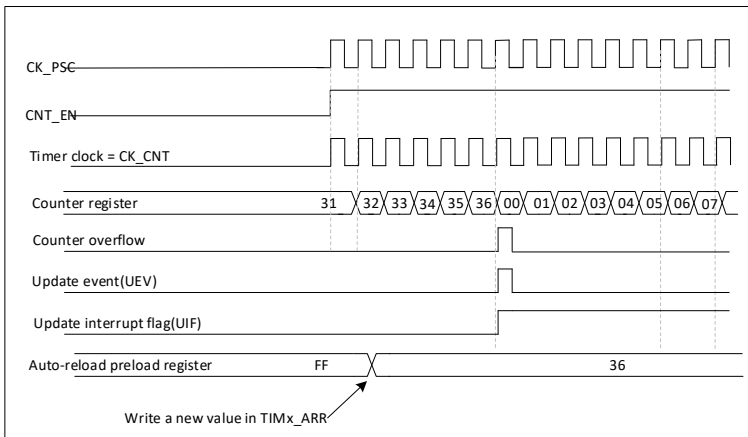 CK_PSC
CNT_EN
Timer clock = CK_CNT
Counter register 31 32 33 34 35 36 00 01 02 03 04 05 06 07
Counter overflow
Update event(UEV)
Update interrupt flag(UIF)
Auto-reload preload register FF 36
Write a new value in TIMx_ARR